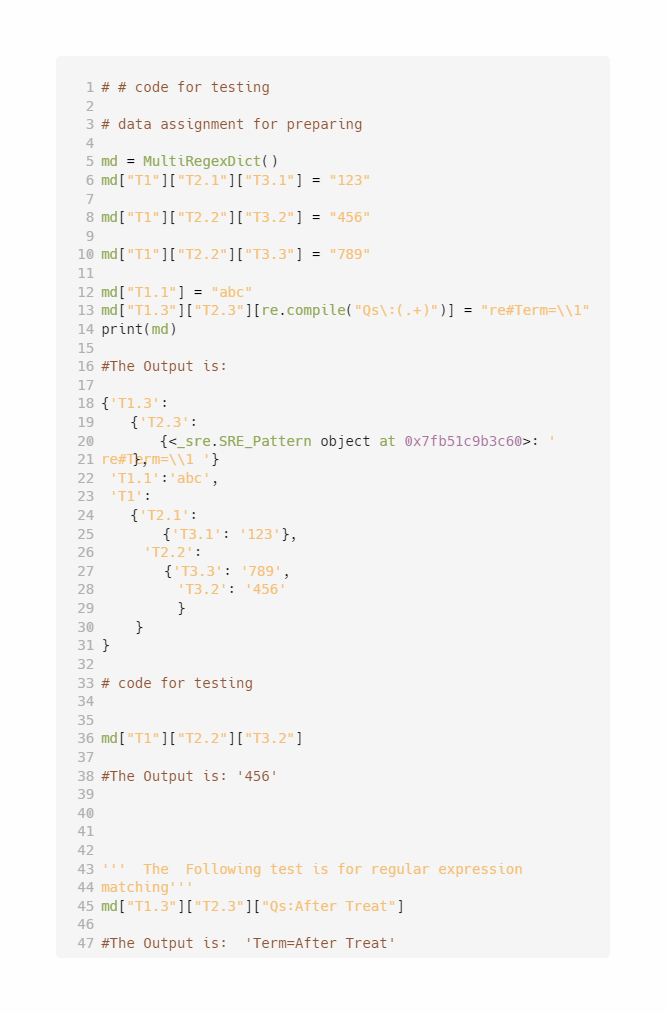 1 # # code for testing
2
3 # data assignment for preparing
4
5 md = MultiRegexDict()
6 md["T1"]["T2.1"]["T3.1"] = "123"
7
8 md["T1"]["T2.2"]["T3.2"] = "456"
9
10 md["T1"]["T2.2"]["T3.3"] = "789"
11
12 md["T1.1"] = "abc"
13 md["T1.3"]["T2.3"][re.compile("Qs\:(.+)")] = "re#Term=\\1"
14 print(md)
15
16 #The Output is:
17
18 {'T1.3':
19 {'T2.3':
20 {<_sre.SRE_Pattern object at 0x7fb51c9b3c60>: '
21 re#Term=\\1 '}
},
22 'T1.1':'abc',
23 'T1':
24 {'T2.1':
25 {'T3.1': '123'},
26 'T2.2':
27 {'T3.3': '789',
28 'T3.2': '456'
29 }
30 }
31 }
32
33 # code for testing
34
35
36 md["T1"]["T2.2"]["T3.2"]
37
38 #The Output is: '456'
39
40
41
42
43 '''  The  Following test is for regular expression
44 matching'''
45 md["T1.3"]["T2.3"]["Qs:After Treat"]
46
47 #The Output is:  'Term=After Treat'